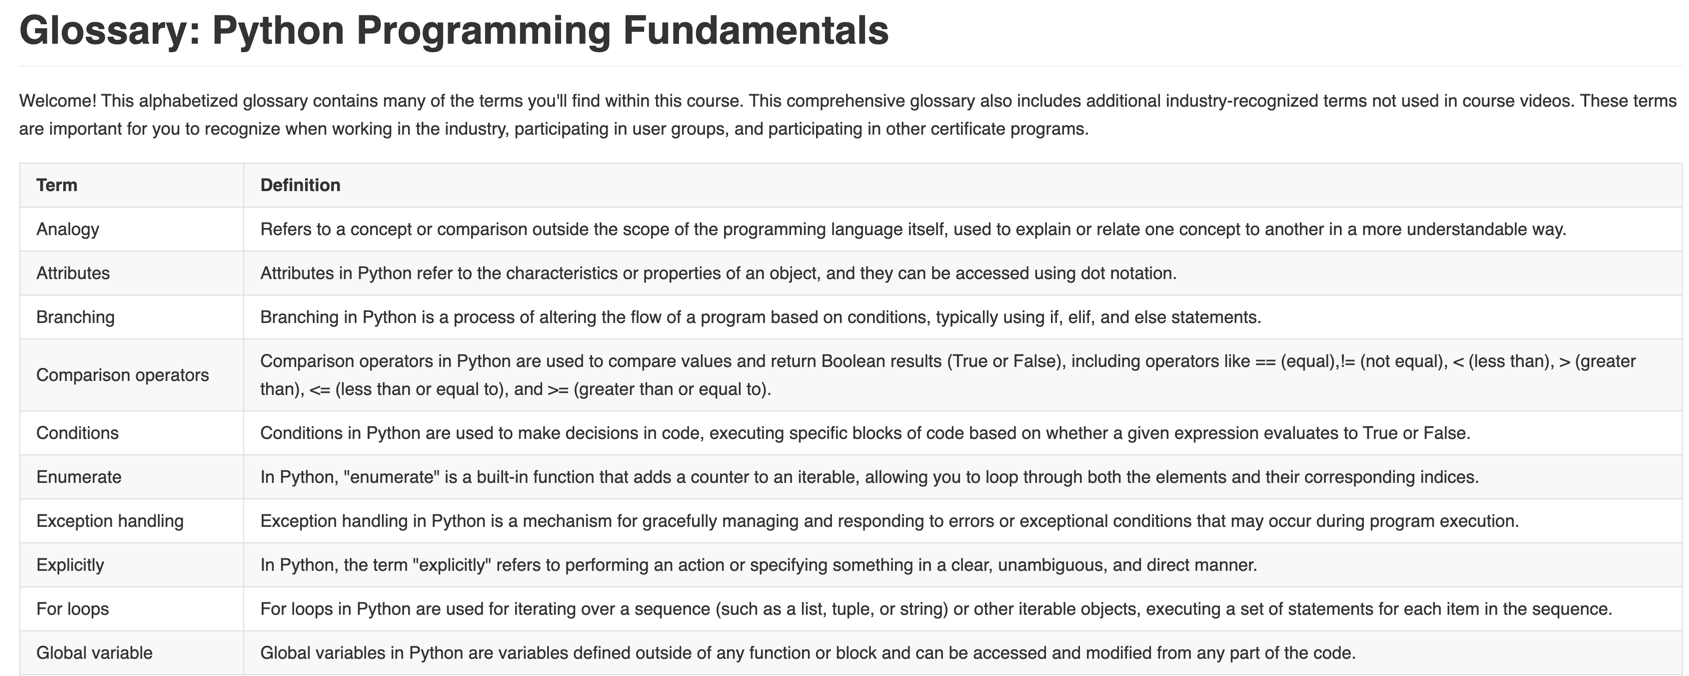 Glossary: Python Programming Fundamentals
Welcome! This alphabetized glossary contains many of the terms you'll find within this course. This comprehensive glossary also includes additional industry-recognized terms not used in course videos. These terms
are important for you to recognize when working in the industry, participating in user groups, and participating in other certificate programs.
Term Definition
Analogy Refers to a concept or comparison outside the scope of the programming language itself, used to explain or relate one concept to another in a more understandable way.
Attributes Attributes in Python refer to the characteristics or properties of an object, and they can be accessed using dot notation.
Branching Branching in Python is a process of altering the flow of a program based on conditions, typically using if, elif, and else statements.
Comparison operators Comparison operators in Python are used to compare values and return Boolean results (True or False), including operators like == (equal),!= (not equal), < (less than), > (greater
than), <= (less than or equal to), and >= (greater than or equal to).
Conditions Conditions in Python are used to make decisions in code, executing specific blocks of code based on whether a given expression evaluates to True or False.
Enumerate In Python, "enumerate" is a built-in function that adds a counter to an iterable, allowing you to loop through both the elements and their corresponding indices.
Exception handling Exception handling in Python is a mechanism for gracefully managing and responding to errors or exceptional conditions that may occur during program execution.
Explicitly In Python, the term "explicitly" refers to performing an action or specifying something in a clear, unambiguous, and direct manner.
For loops For loops in Python are used for iterating over a sequence (such as a list, tuple, or string) or other iterable objects, executing a set of statements for each item in the sequence.
Global variable Global variables in Python are variables defined outside of any function or block and can be accessed and modified from any part of the code.